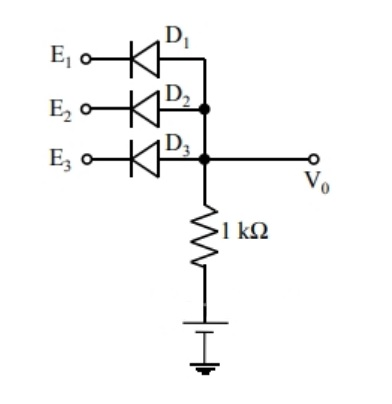 D₁
E₁
D₂
E₂
D₃
E₃
V₀
1 kΩ